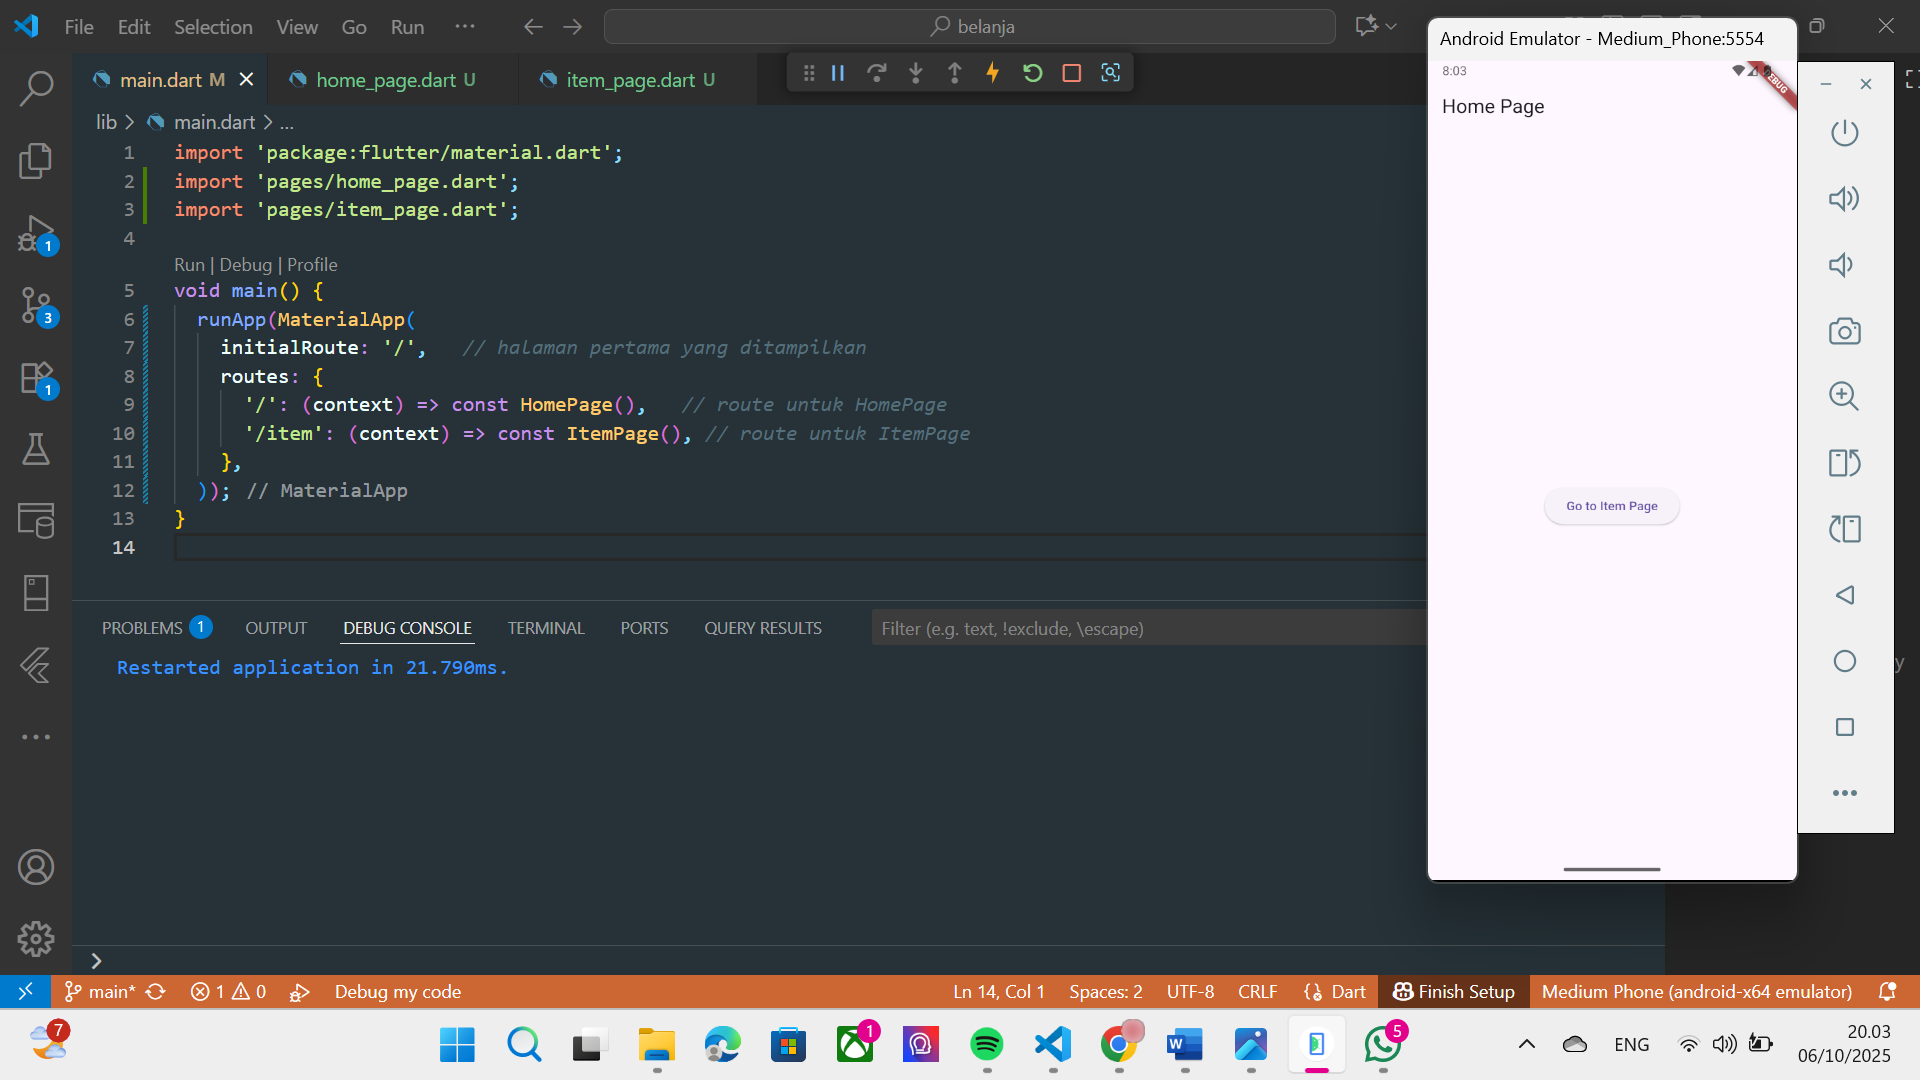 File Edit Selection View Go Run ···
belanja
main.dart M
home_page.dart U
item_page.dart U
lib > main.dart > ...
1 import 'package:flutter/material.dart';
2 import 'pages/home_page.dart';
3 import 'pages/item_page.dart';
4
Run | Debug | Profile
5 void main() {
6 runApp(MaterialApp(
7 initialRoute: '/', // halaman pertama yang ditampilkan
8 routes: {
9 '/': (context) => const HomePage(), // route untuk HomePage
10 '/item': (context) => const ItemPage(), // route untuk ItemPage
11 },
12 )); // MaterialApp
13 }
14
PROBLEMS 1 OUTPUT DEBUG CONSOLE TERMINAL PORTS QUERY RESULTS
Filter (e.g. text, !exclude, \escape)
Restarted application in 21.790ms.
1
3
1
Android Emulator - Medium_Phone:5554
8:03
Home Page
Go to Item Page
y
main* 1 0 Debug my code
Ln 14, Col 1 Spaces: 2 UTF-8 CRLF Dart Finish Setup Medium Phone (android-x64 emulator)
7
1
5
ENG
20.03
06/10/2025